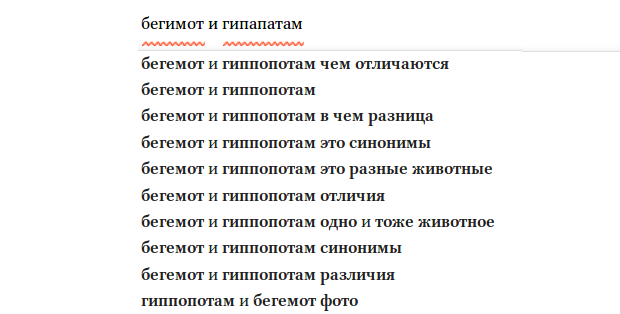 бегимот и гипапатам
бегемот и гиппопотам чем отличаются
бегемот и гиппопотам
бегемот и гиппопотам в чем разница
бегемот и гиппопотам это синонимы
бегемот и гиппопотам это разные животные
бегемот и гиппопотам отличия
бегемот и гиппопотам одно и тоже животное
бегемот и гиппопотам синонимы
бегемот и гиппопотам различия
гиппопотам и бегемот фото